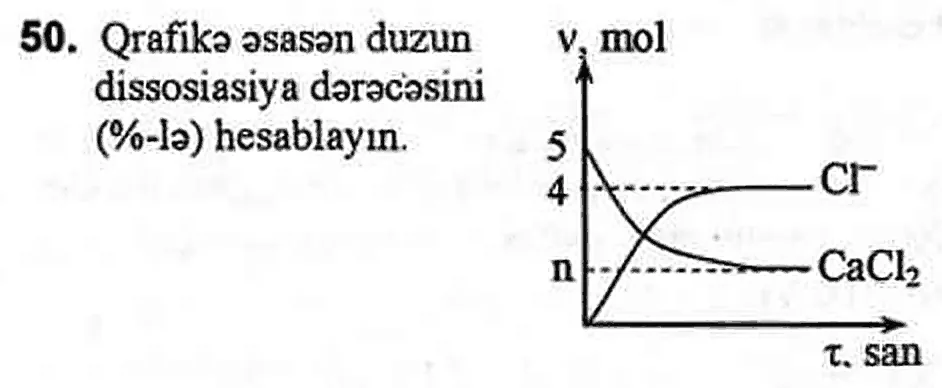 50. Qrafikə əsasən duzun
dissosiasiya dərəcəsini
(%-lə) hesablayın.
ν, mol
5
4
n
Cl⁻
CaCl₂
τ, san